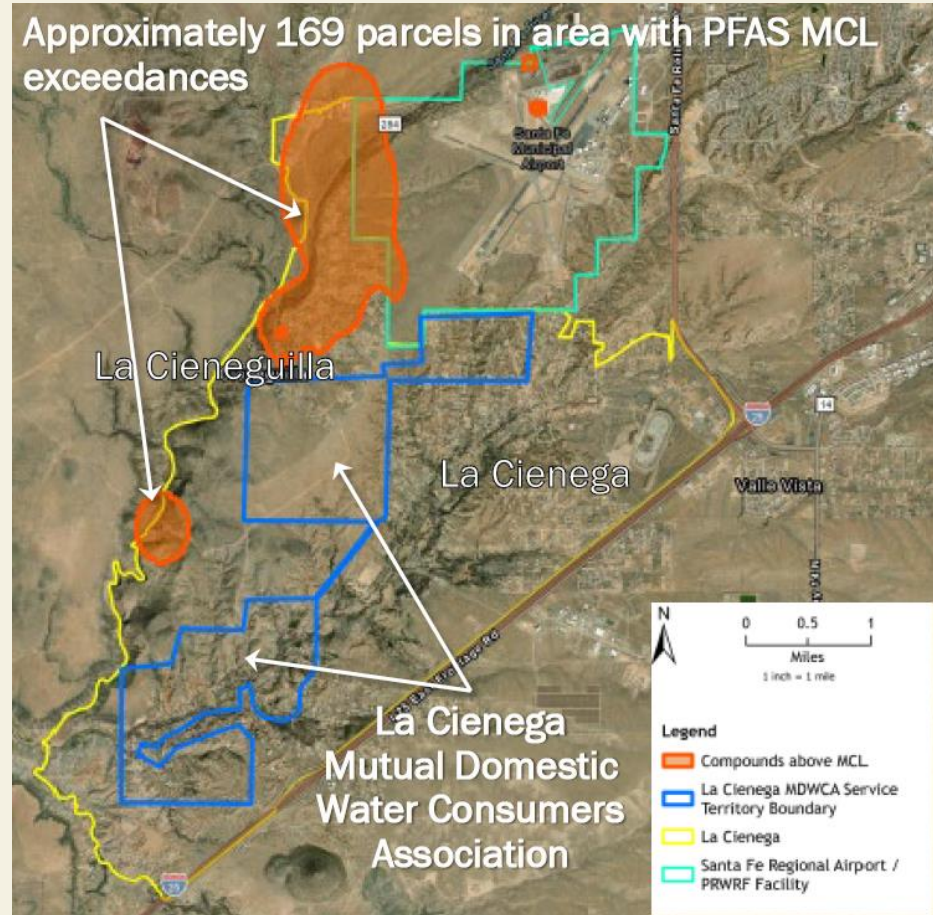 Approximately 169 parcels in area with PFAS MCL
exceedances
284
Santa Fe
Municipal
Airport
La Cieneguilla
La Cienega
25
14
Valle Vista
La Cienega
Mutual Domestic
Water Consumers
Association
25
N
0 0.5 1
Miles
1 inch = 1 mile
Legend
Compounds above MCL
La Cienega MDWCA Service
Territory Boundary
La Cienega
Santa Fe Regional Airport /
PRWRF Facility